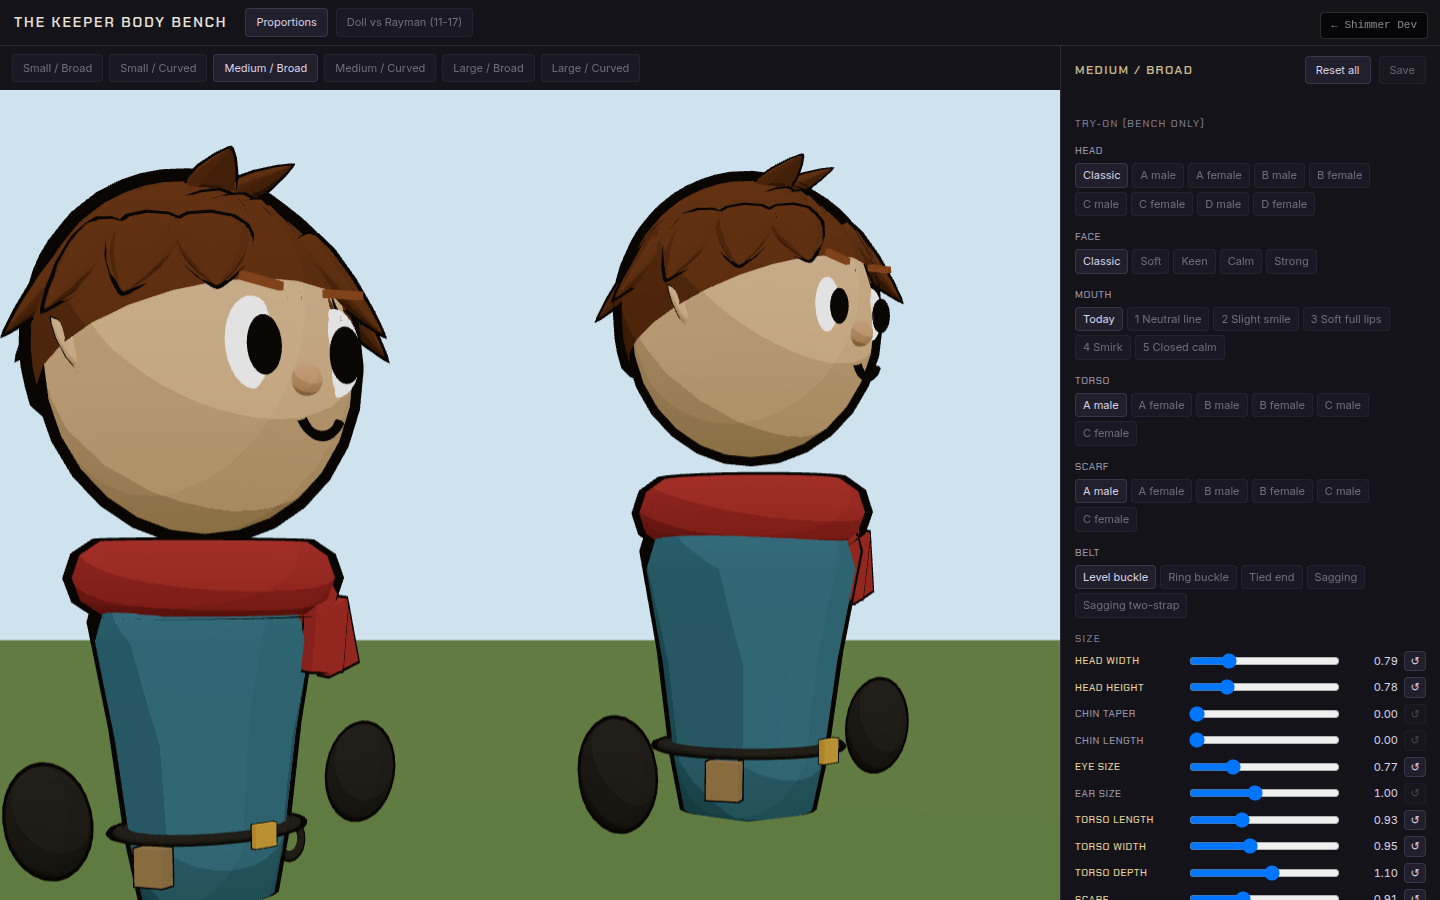 THE KEEPER BODY BENCH Proportions Doll vs Rayman (11-17) ← Shimmer Dev
Small / Broad Small / Curved Medium / Broad Medium / Curved Large / Broad Large / Curved
MEDIUM / BROAD Reset all Save
TRY-ON (BENCH ONLY)
HEAD
Classic A male A female B male B female
C male C female D male D female
FACE
Classic Soft Keen Calm Strong
MOUTH
Today 1 Neutral line 2 Slight smile 3 Soft full lips
4 Smirk 5 Closed calm
TORSO
A male A female B male B female C male
C female
SCARF
A male A female B male B female C male
C female
BELT
Level buckle Ring buckle Tied end Sagging
Sagging two-strap
SIZE
HEAD WIDTH 0.79 ↺
HEAD HEIGHT 0.78 ↺
CHIN TAPER 0.00 ↺
CHIN LENGTH 0.00 ↺
EYE SIZE 0.77 ↺
EAR SIZE 1.00 ↺
TORSO LENGTH 0.93 ↺
TORSO WIDTH 0.95 ↺
TORSO DEPTH 1.10 ↺
SCARF 0.91 ↺